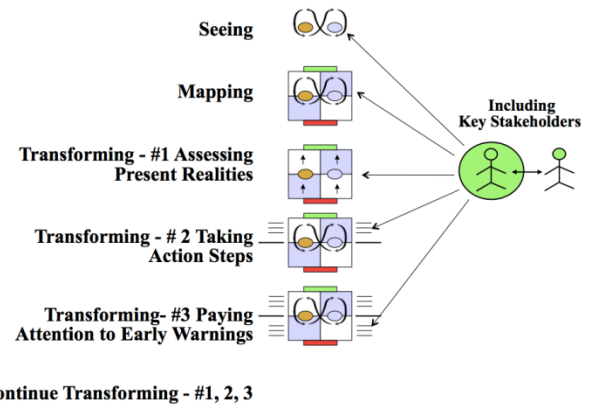 Seeing
Mapping
Including
Key Stakeholders
Transforming - #1 Assessing
Present Realities
Transforming - # 2 Taking
Action Steps
Transforming- #3 Paying
Attention to Early Warnings
ontinue Transforming - #1, 2, 3